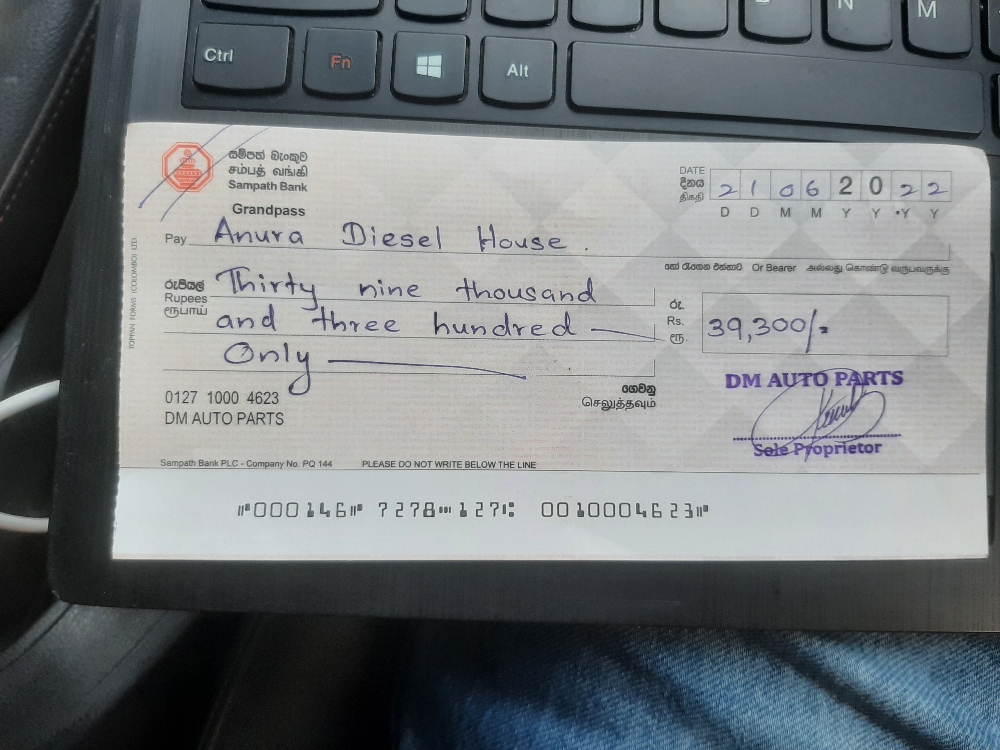 Ctrl Fn Alt N M
සම්පත් බැංකුව
சம்பத் வங்கி
Sampath Bank
Grandpass
DATE
දිනය
திகதி
2 1 0 6 2 0 2 2
D D M M Y Y Y Y
Pay Anura Diesel House.
හෝ රැගෙන එන්නාට Or Bearer அல்லது கொண்டு வருபவருக்கு
රුපියල්
Rupees
ரூபாய்
Thirty nine thousand
and three hundred
Only
රු.
Rs.
ரூ.
39,300/=
ගෙවනු
செலுத்தவும்
0127 1000 4623
DM AUTO PARTS
DM AUTO PARTS
Sole Proprietor
TOPPAN FORMS (COLOMBO) LTD.
Sampath Bank PLC - Company No. PQ 144 PLEASE DO NOT WRITE BELOW THE LINE
⑈000146⑈ 7278⑉127⑆ 0010004623⑈